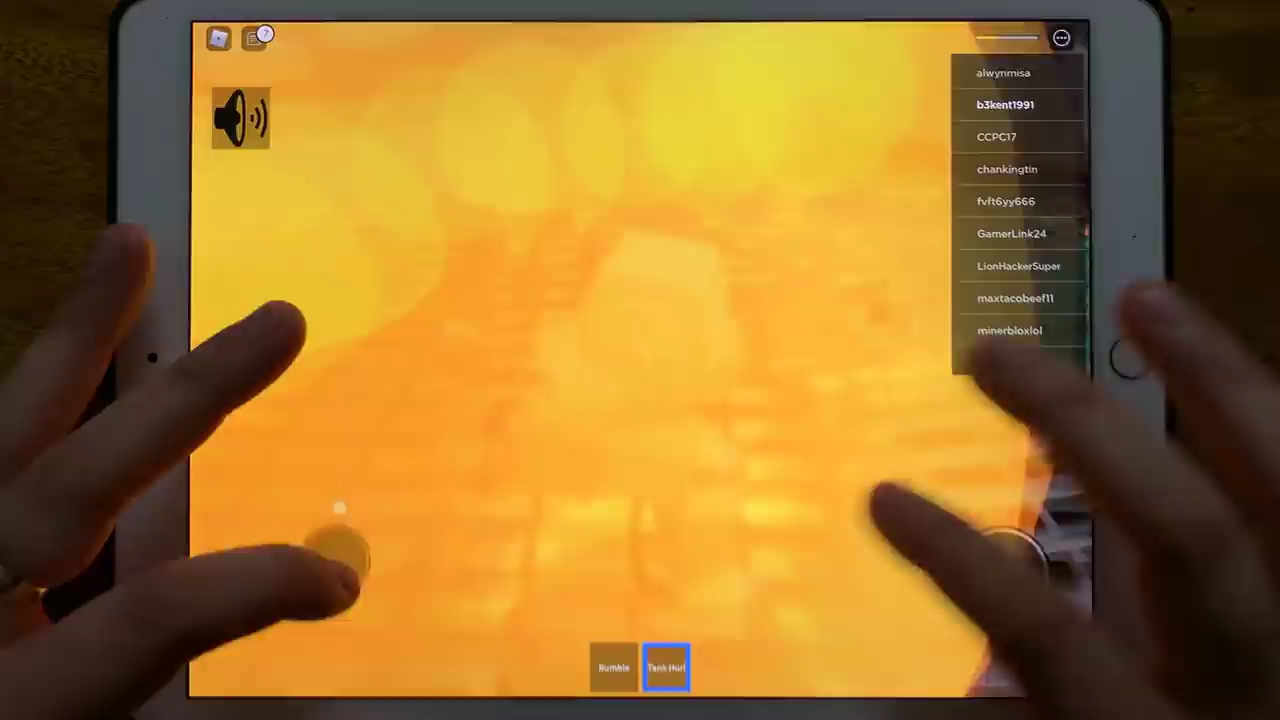 ?
alwynmisa
b3kent1991
CCPC17
chankingtin
fvft6yy666
GamerLink24
LionHackerSuper
maxtacobeef11
minerbloxlol
Rumble
Tank Hurl